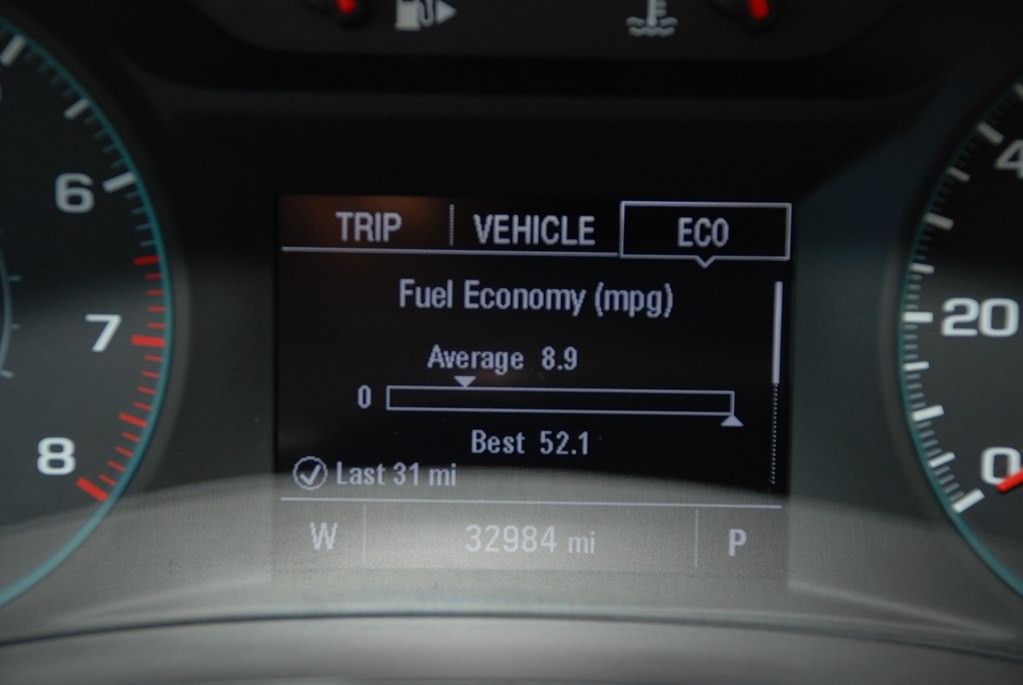 TRIP VEHICLE ECO
Fuel Economy (mpg)
Average 8.9
0
Best 52.1
Last 31 mi
W 32984 mi P
6
7
8
4
20
0